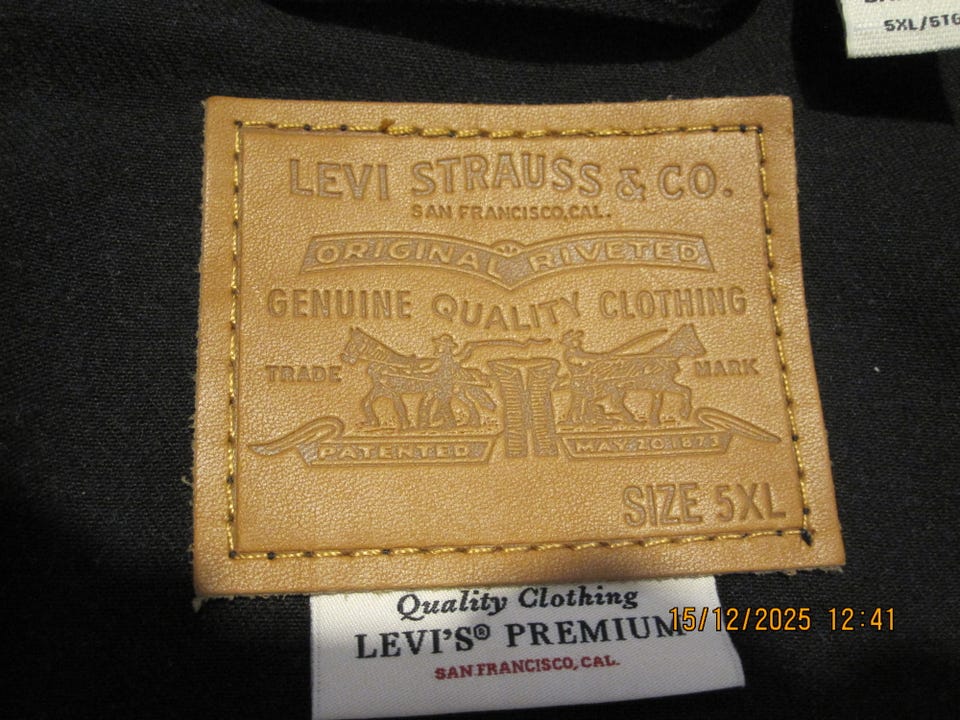 5XL/5TG
LEVI STRAUSS & CO.
SAN FRANCISCO, CAL.
ORIGINAL RIVETED
GENUINE QUALITY CLOTHING
TRADE MARK
PATENTED MAY 20 1873
SIZE 5XL
Quality Clothing
LEVI'S® PREMIUM
SAN FRANCISCO, CAL.
15/12/2025 12:41